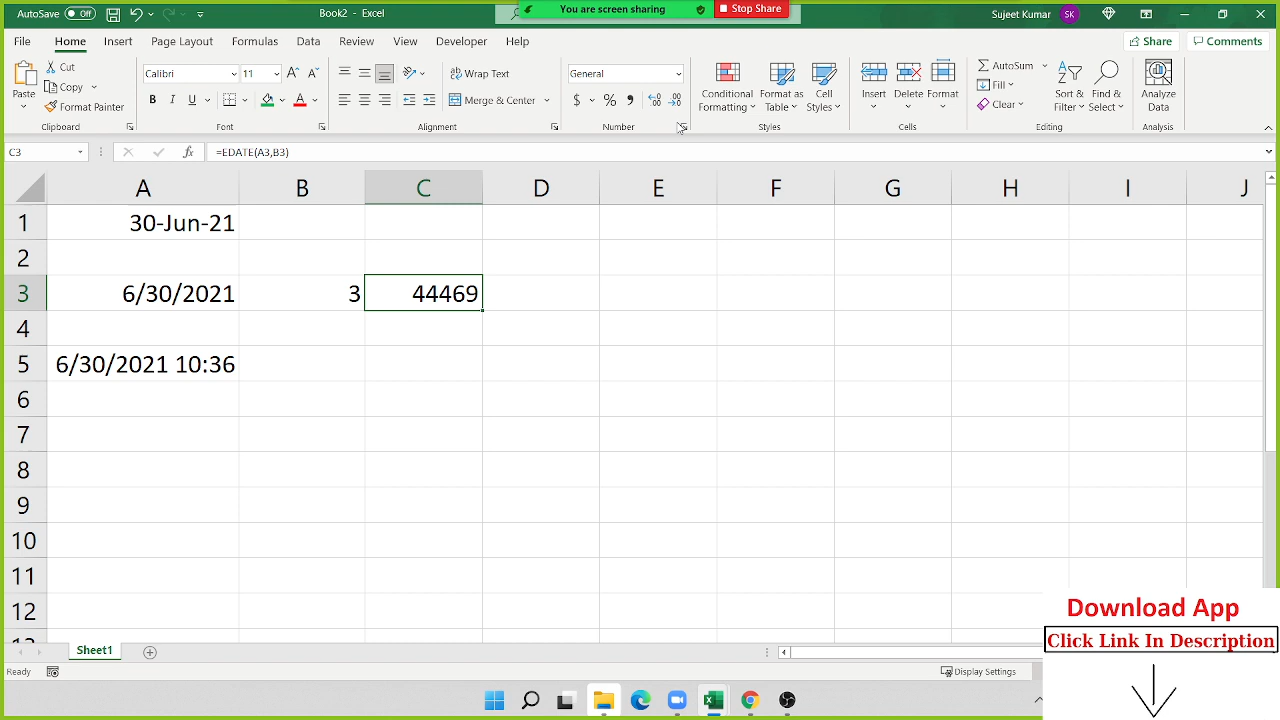 AutoSave Off
Book2 - Excel
You are screen sharing
Stop Share
Sujeet Kumar
SK
File Home Insert Page Layout Formulas Data Review View Developer Help
Share
Comments
Paste
Cut
Copy
Format Painter
Clipboard
Calibri 11
B I U
Font
Wrap Text
Merge & Center
Alignment
General
$ % ,
Number
Conditional Formatting
Format as Table
Cell Styles
Styles
Insert
Delete
Format
Cells
AutoSum
Fill
Clear
Sort & Filter
Find & Select
Editing
Analyze Data
Analysis
C3
fx
=EDATE(A3,B3)
A B C D E F G H I J
1 30-Jun-21
2
3 6/30/2021 3 44469
4
5 6/30/2021 10:36
6
7
8
9
10
11
12
13
Sheet1
Ready
Display Settings
Download App
Click Link In Description